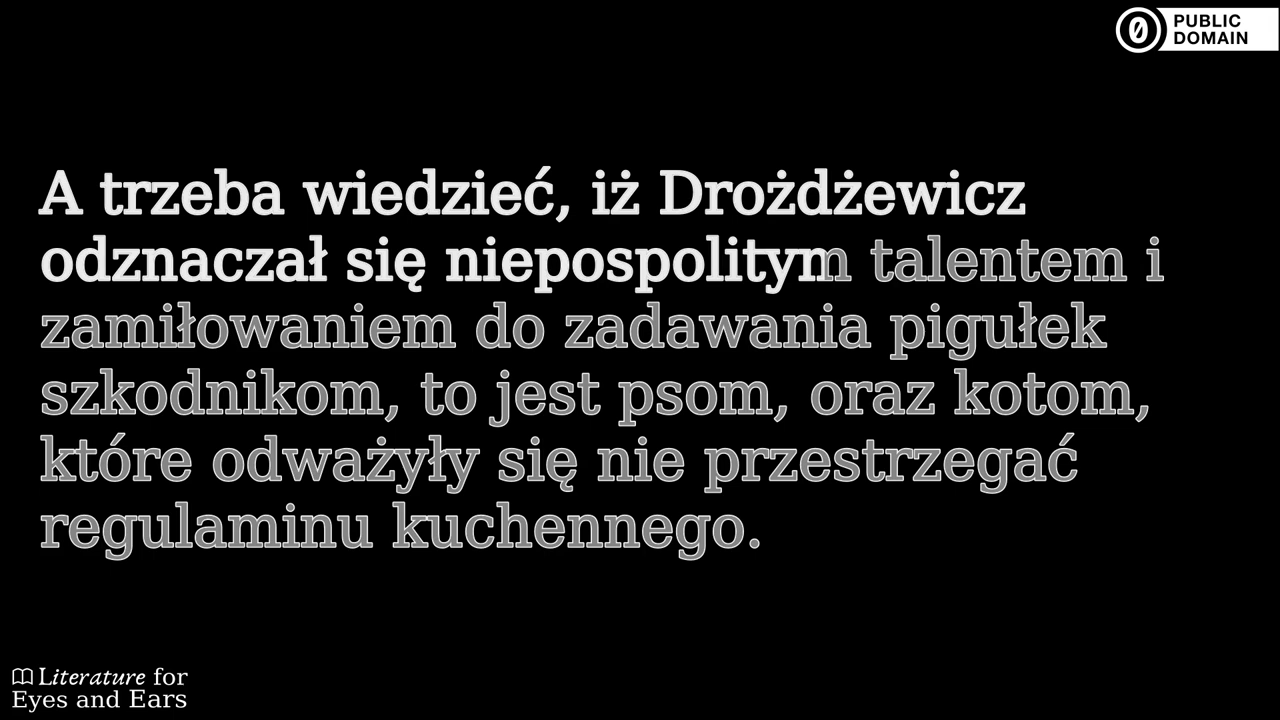 PUBLIC
DOMAIN
A trzeba wiedzieć, iż Drożdżewicz
odznaczał się niepospolitym talentem i
zamiłowaniem do zadawania pigułek
szkodnikom, to jest psom, oraz kotom,
które odważyły się nie przestrzegać
regulaminu kuchennego.
Literature for
Eyes and Ears